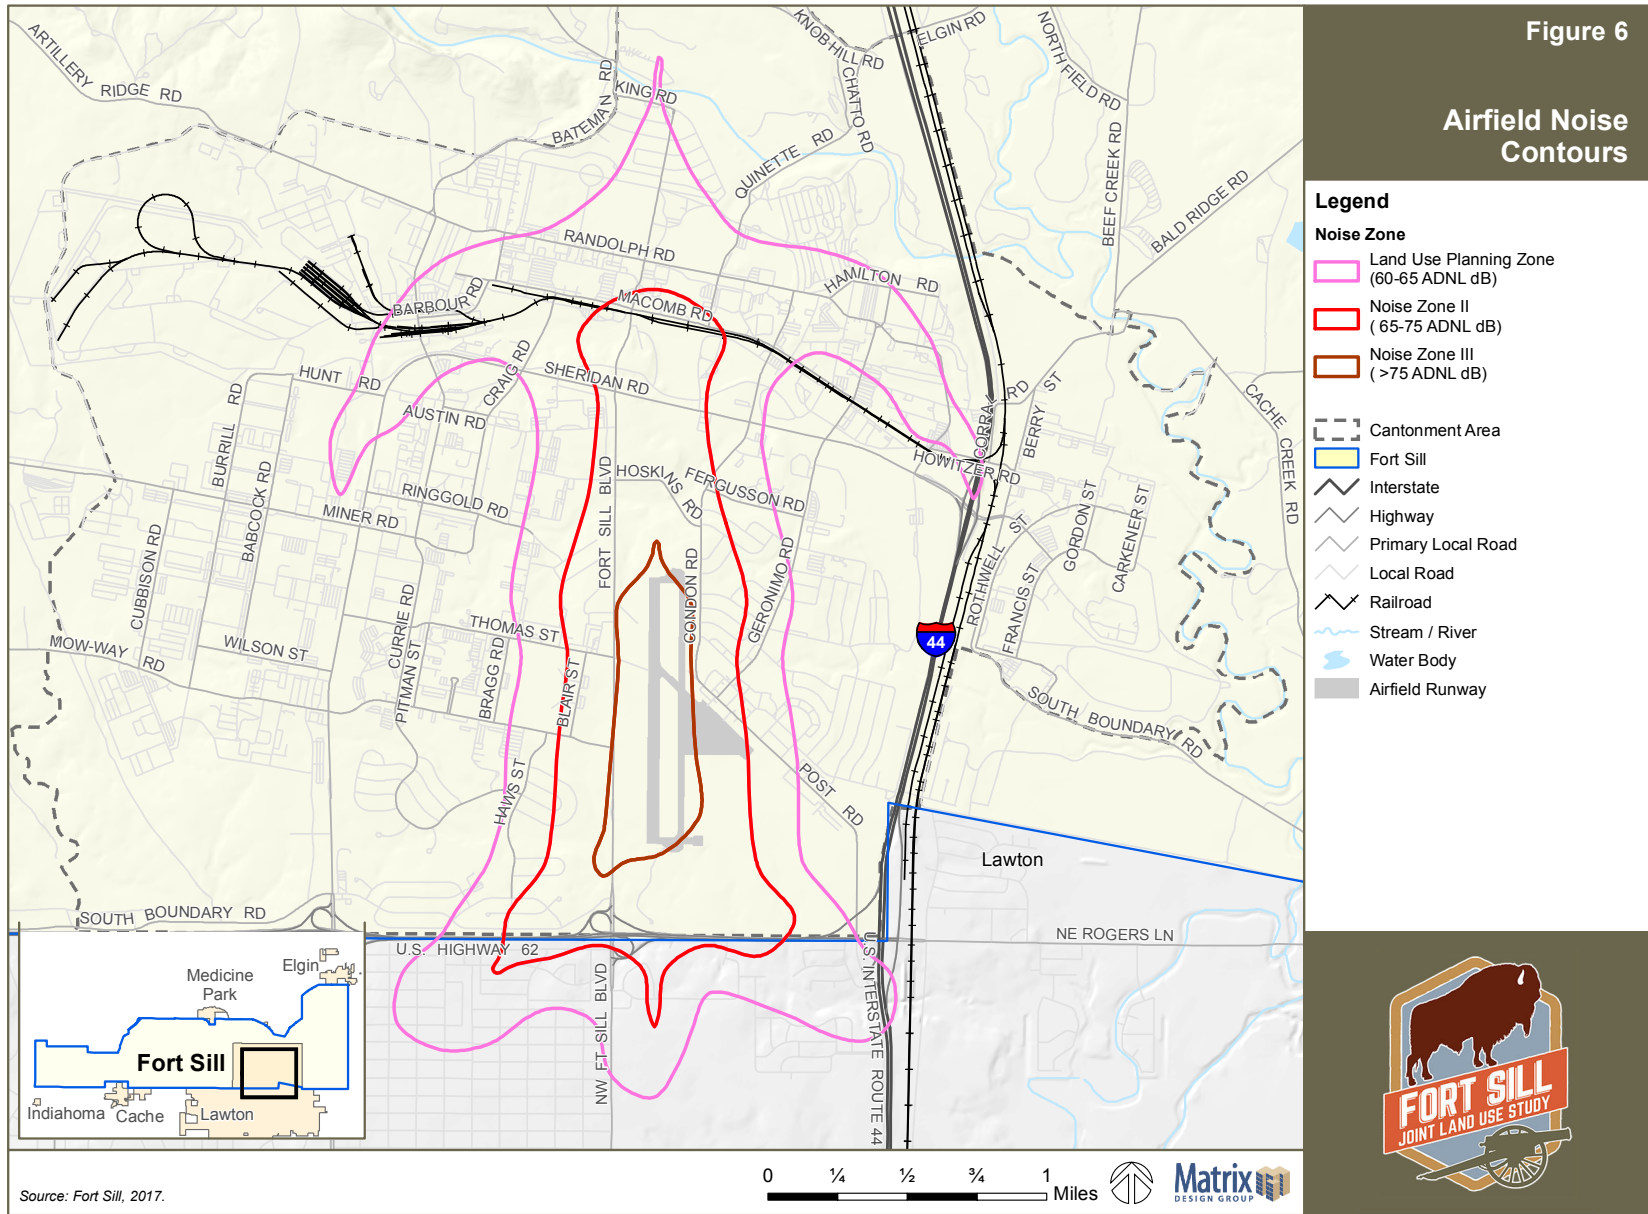 Figure 6
Airfield Noise
Contours
Legend
Noise Zone
Land Use Planning Zone
(60-65 ADNL dB)
Noise Zone II
( 65-75 ADNL dB)
Noise Zone III
( >75 ADNL dB)
Cantonment Area
Fort Sill
Interstate
Highway
Primary Local Road
Local Road
Railroad
Stream / River
Water Body
Airfield Runway
ARTILLERY RIDGE RD
BATEMAN RD
KING RD
KNOB HILL RD
CHATTO RD
ELGIN RD
NORTH FIELD RD
QUINETTE RD
BEEF CREEK RD
BALD RIDGE RD
RANDOLPH RD
HAMILTON RD
BARBOUR RD
MACOMB RD
HUNT RD
CRAIG RD
SHERIDAN RD
AUSTIN RD
BURRILL RD
BABCOCK RD
CORRAL RD
BERRY ST
CACHE CREEK RD
HOWITZER RD
HOSKINS RD
FERGUSSON RD
RINGGOLD RD
MINER RD
FORT SILL BLVD
CUBBISON RD
CONDON RD
GERONIMO RD
ROTHWELL ST
FRANCIS ST
GORDON ST
CARKENER ST
THOMAS ST
CURRIE RD
PITMAN ST
BRAGG RD
BLAIR ST
WILSON ST
MOW-WAY RD
44
SOUTH BOUNDARY RD
HAWS ST
POST RD
Lawton
SOUTH BOUNDARY RD
U.S. HIGHWAY 62
NE ROGERS LN
NW FT SILL BLVD
U.S. INTERSTATE ROUTE 44
Medicine
Park
Elgin
Fort Sill
Indiahoma
Cache
Lawton
Source: Fort Sill, 2017.
0 ¼ ½ ¾ 1
Miles
Matrix
DESIGN GROUP
FORT SILL
JOINT LAND USE STUDY